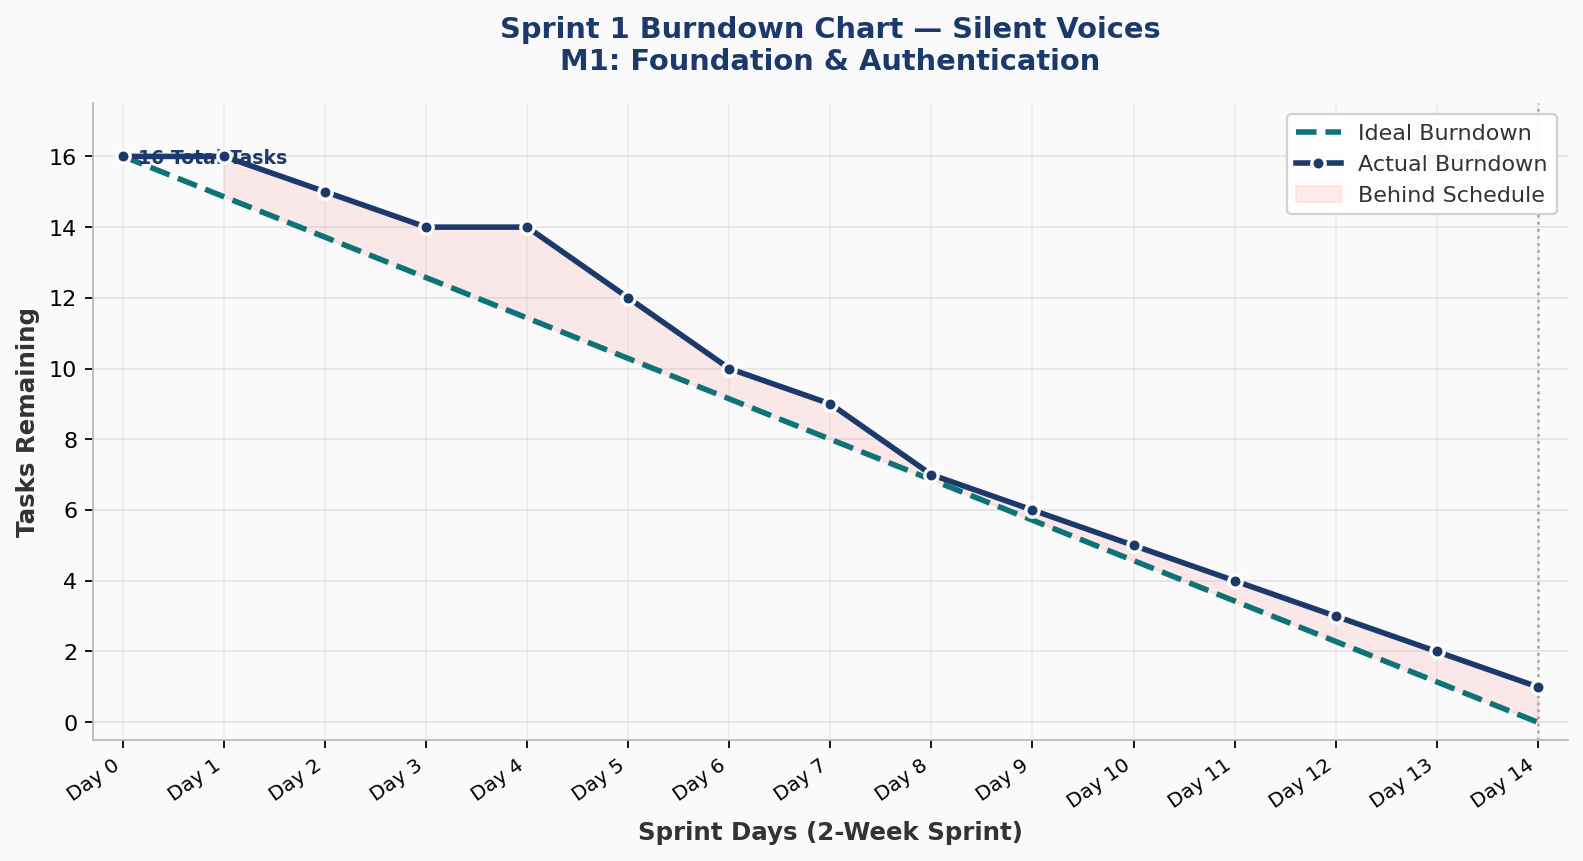 Sprint 1 Burndown Chart — Silent Voices
M1: Foundation & Authentication
Ideal Burndown
Actual Burndown
Behind Schedule
16 Total Tasks
Tasks Remaining
16
14
12
10
8
6
4
2
0
Day 0
Day 1
Day 2
Day 3
Day 4
Day 5
Day 6
Day 7
Day 8
Day 9
Day 10
Day 11
Day 12
Day 13
Day 14
Sprint Days (2-Week Sprint)